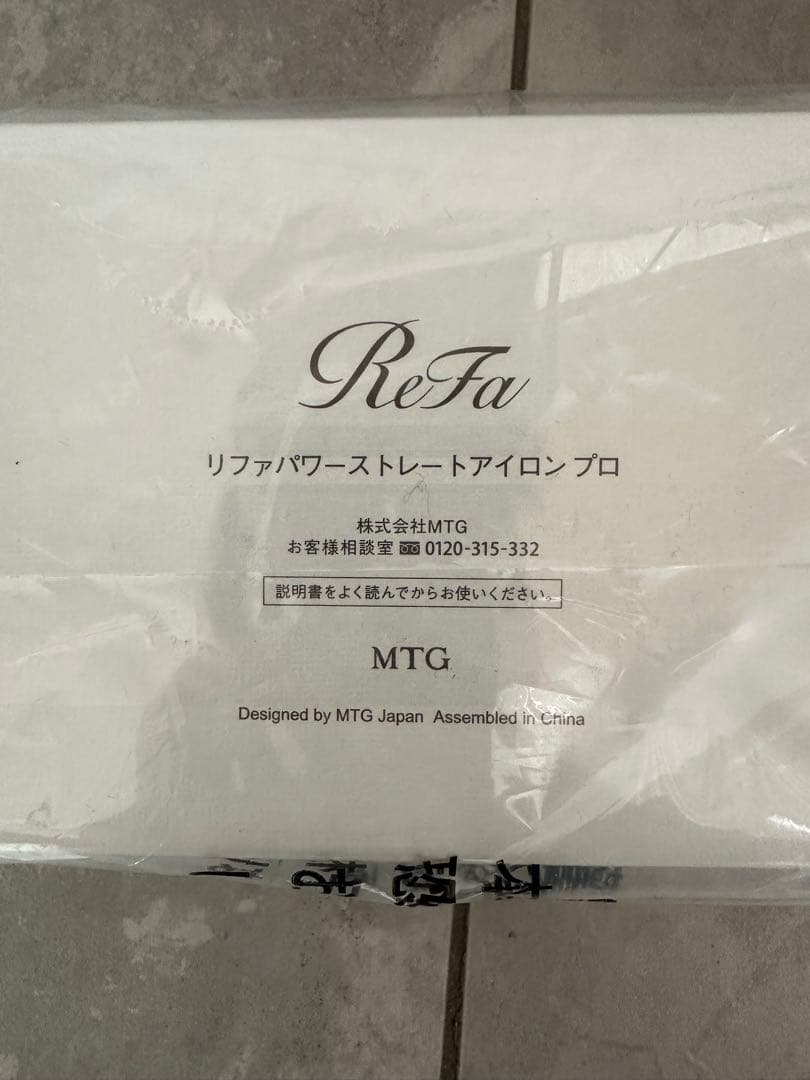 ReFa
リファパワーストレートアイロン プロ
株式会社MTG
お客様相談室 0120-315-332
説明書をよく読んでからお使いください。
MTG
Designed by MTG Japan Assembled in China